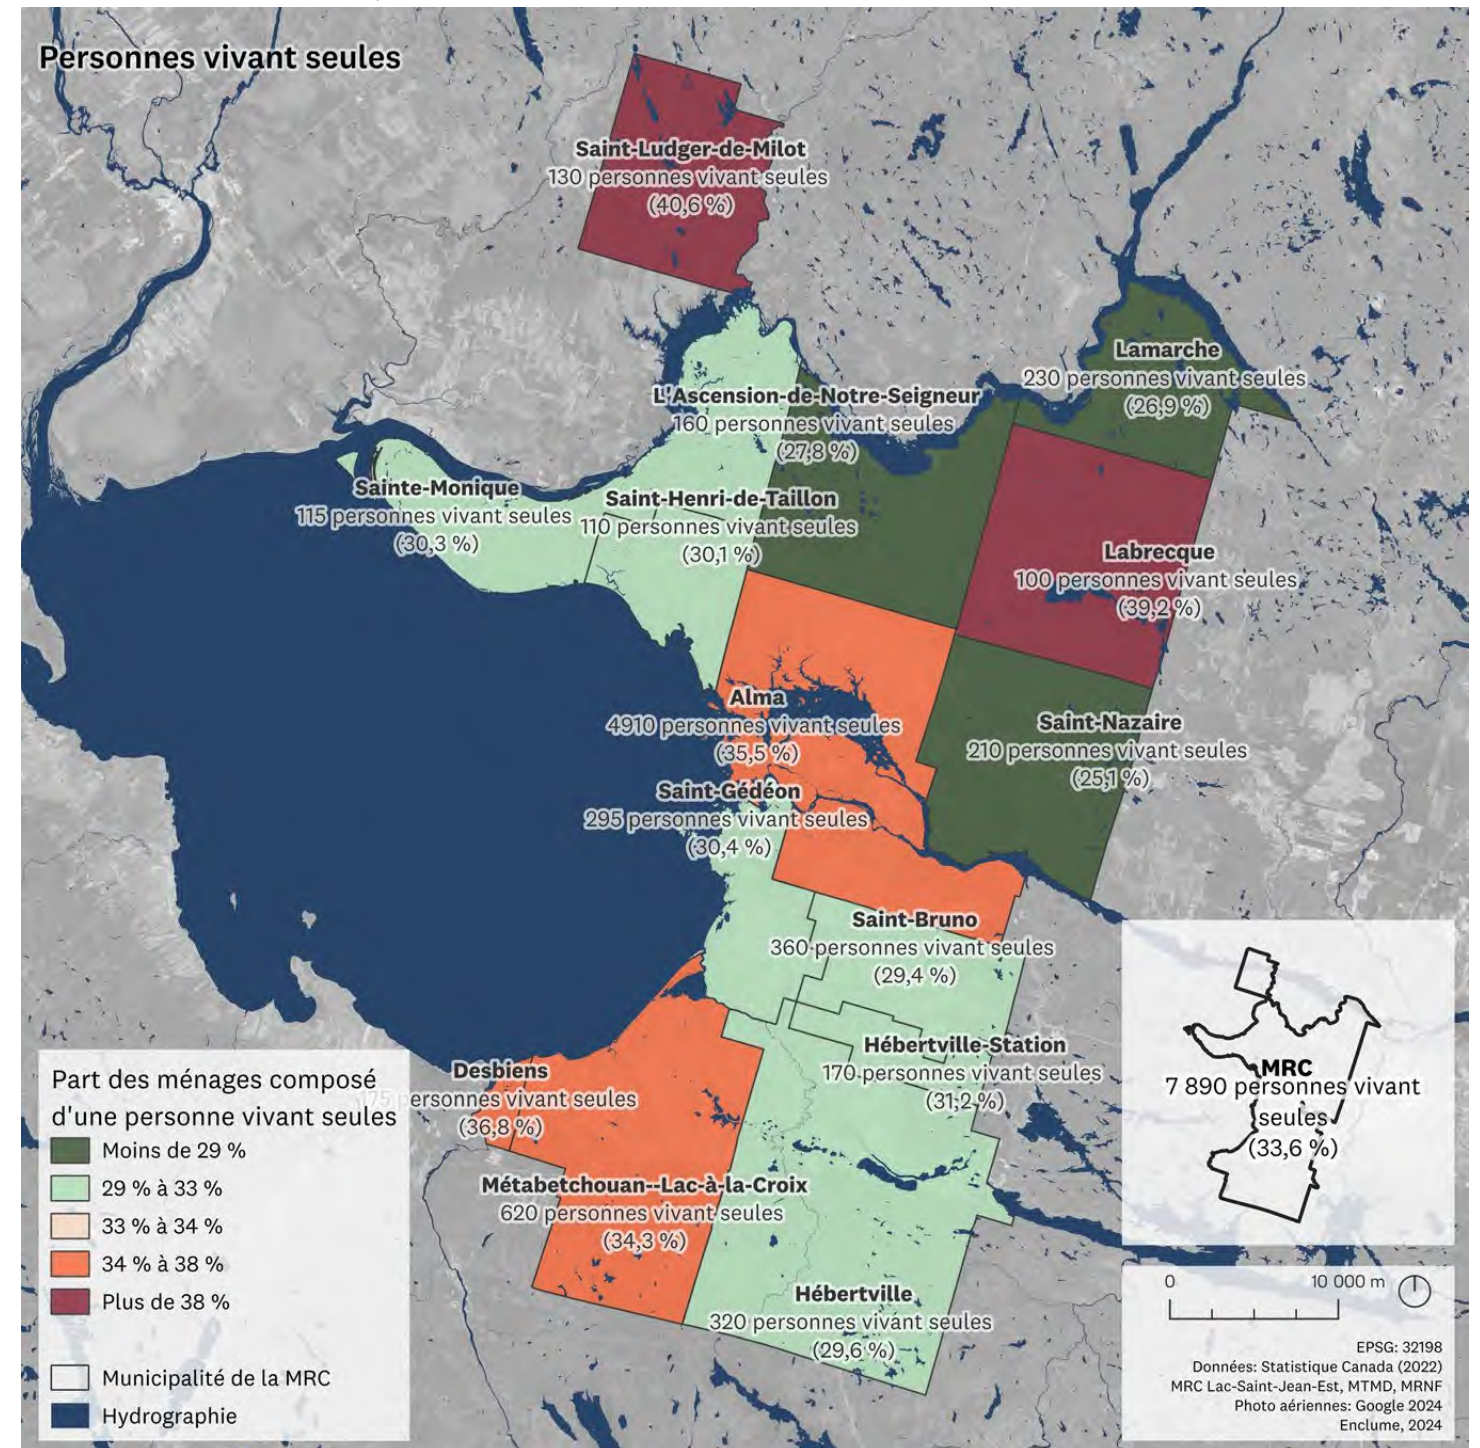 Personnes vivant seules
Saint-Ludger-de-Milot
130 personnes vivant seules
(40,6 %)
Lamarche
230 personnes vivant seules
(26,9 %)
L'Ascension-de-Notre-Seigneur
160 personnes vivant seules
(27,8 %)
Sainte-Monique
115 personnes vivant seules
(30,3 %)
Saint-Henri-de-Taillon
110 personnes vivant seules
(30,1 %)
Labrecque
100 personnes vivant seules
(39,2 %)
Alma
4910 personnes vivant seules
(35,5 %)
Saint-Nazaire
210 personnes vivant seules
(25,1 %)
Saint-Gédéon
295 personnes vivant seules
(30,4 %)
Saint-Bruno
360 personnes vivant seules
(29,4 %)
Hébertville-Station
170 personnes vivant seules
(31,2 %)
Desbiens
175 personnes vivant seules
(36,8 %)
Métabetchouan--Lac-à-la-Croix
620 personnes vivant seules
(34,3 %)
Hébertville
320 personnes vivant seules
(29,6 %)
Part des ménages composé
d'une personne vivant seules
Moins de 29 %
29 % à 33 %
33 % à 34 %
34 % à 38 %
Plus de 38 %
Municipalité de la MRC
Hydrographie
MRC
7 890 personnes vivant
seules
(33,6 %)
0 10 000 m
EPSG: 32198
Données: Statistique Canada (2022)
MRC Lac-Saint-Jean-Est, MTMD, MRNF
Photo aériennes: Google 2024
Enclume, 2024